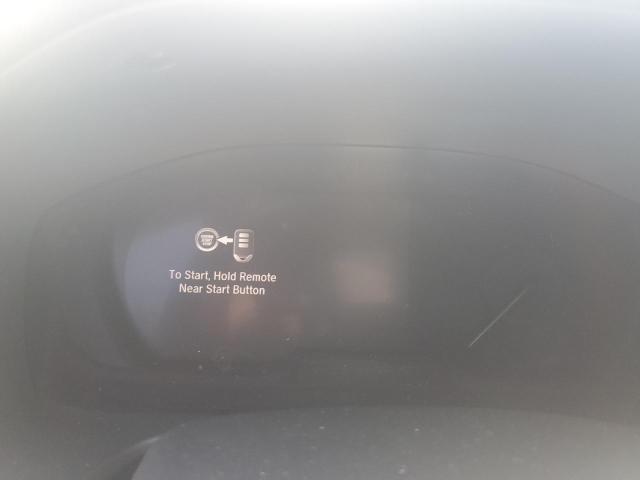 To Start, Hold Remote
Near Start Button